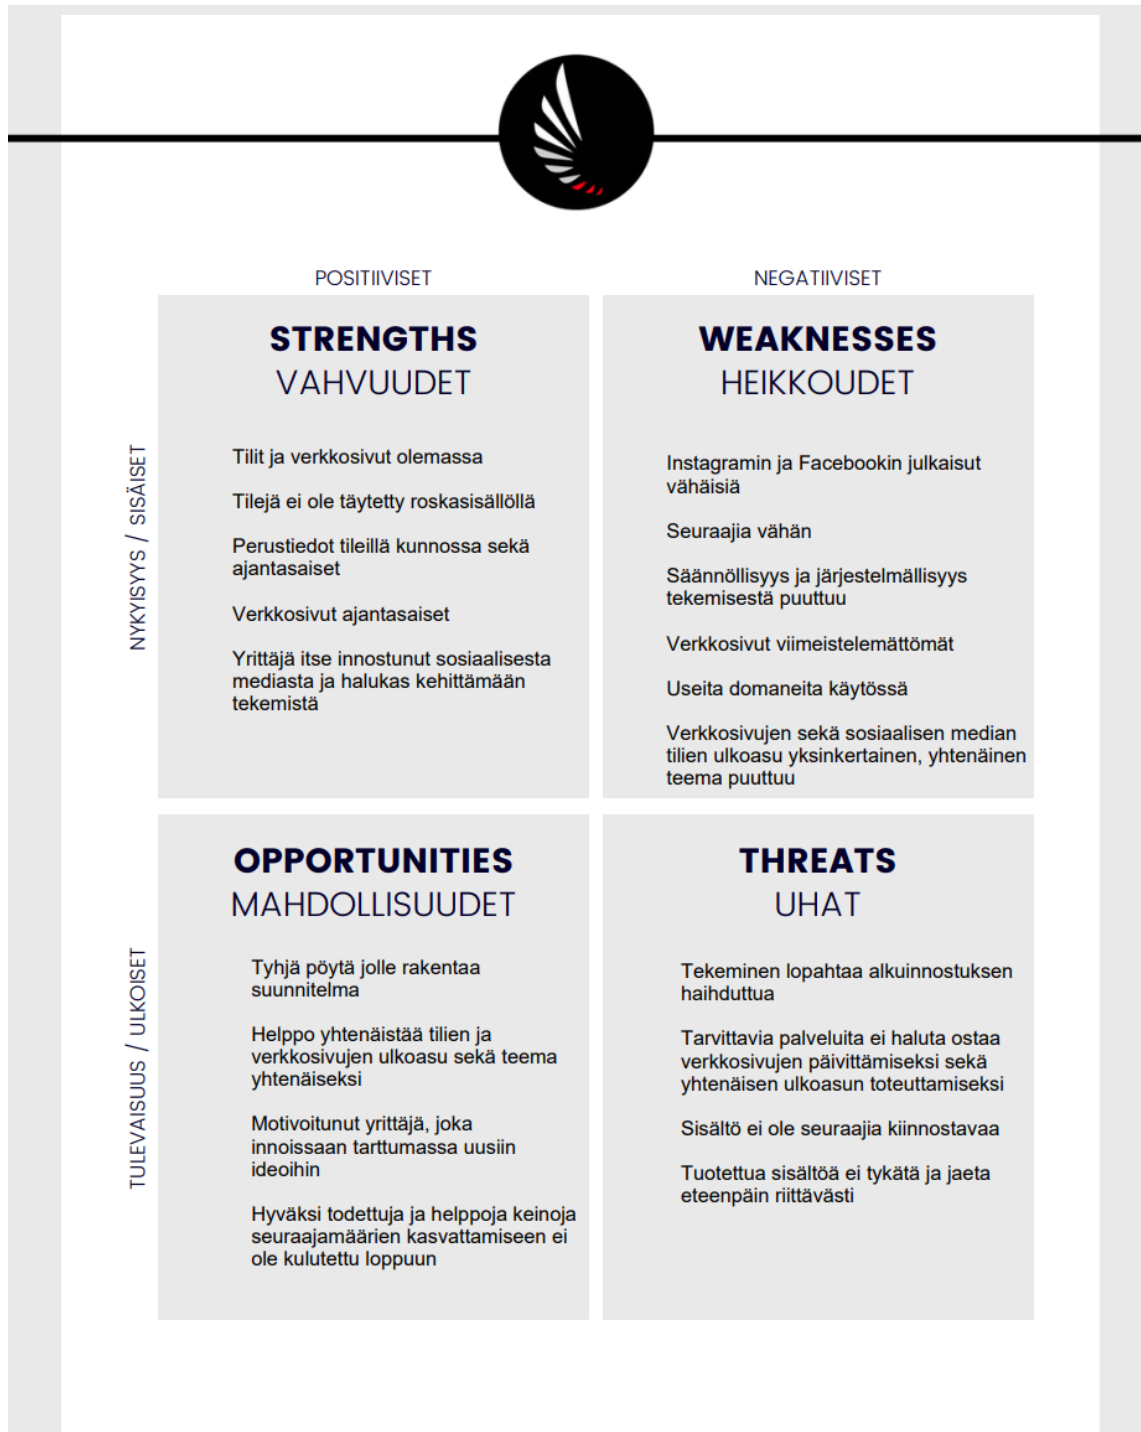 POSITIIVISET
NEGATIIVISET
NYKYISYYS / SISÄISET
STRENGTHS
VAHVUUDET
Tilit ja verkkosivut olemassa
Tilejä ei ole täytetty roskasisällöllä
Perustiedot tileillä kunnossa sekä
ajantasaiset
Verkkosivut ajantasaiset
Yrittäjä itse innostunut sosiaalisesta
mediasta ja halukas kehittämään
tekemistä
WEAKNESSES
HEIKKOUDET
Instagramin ja Facebookin julkaisut
vähäisiä
Seuraajia vähän
Säännöllisyys ja järjestelmällisyys
tekemisestä puuttuu
Verkkosivut viimeistelemättömät
Useita domaneita käytössä
Verkkosivujen sekä sosiaalisen median
tilien ulkoasu yksinkertainen, yhtenäinen
teema puuttuu
TULEVAISUUS / ULKOISET
OPPORTUNITIES
MAHDOLLISUUDET
Tyhjä pöytä jolle rakentaa
suunnitelma
Helppo yhtenäistää tilien ja
verkkosivujen ulkoasu sekä teema
yhtenäiseksi
Motivoitunut yrittäjä, joka
innoissaan tarttumassa uusiin
ideoihin
Hyväksi todettuja ja helppoja keinoja
seuraajamäärien kasvattamiseen ei
ole kulutettu loppuun
THREATS
UHAT
Tekeminen lopahtaa alkuinnostuksen
haihduttua
Tarvittavia palveluita ei haluta ostaa
verkkosivujen päivittämiseksi sekä
yhtenäisen ulkoasun toteuttamiseksi
Sisältö ei ole seuraajia kiinnostavaa
Tuotettua sisältöä ei tykätä ja jaeta
eteenpäin riittävästi